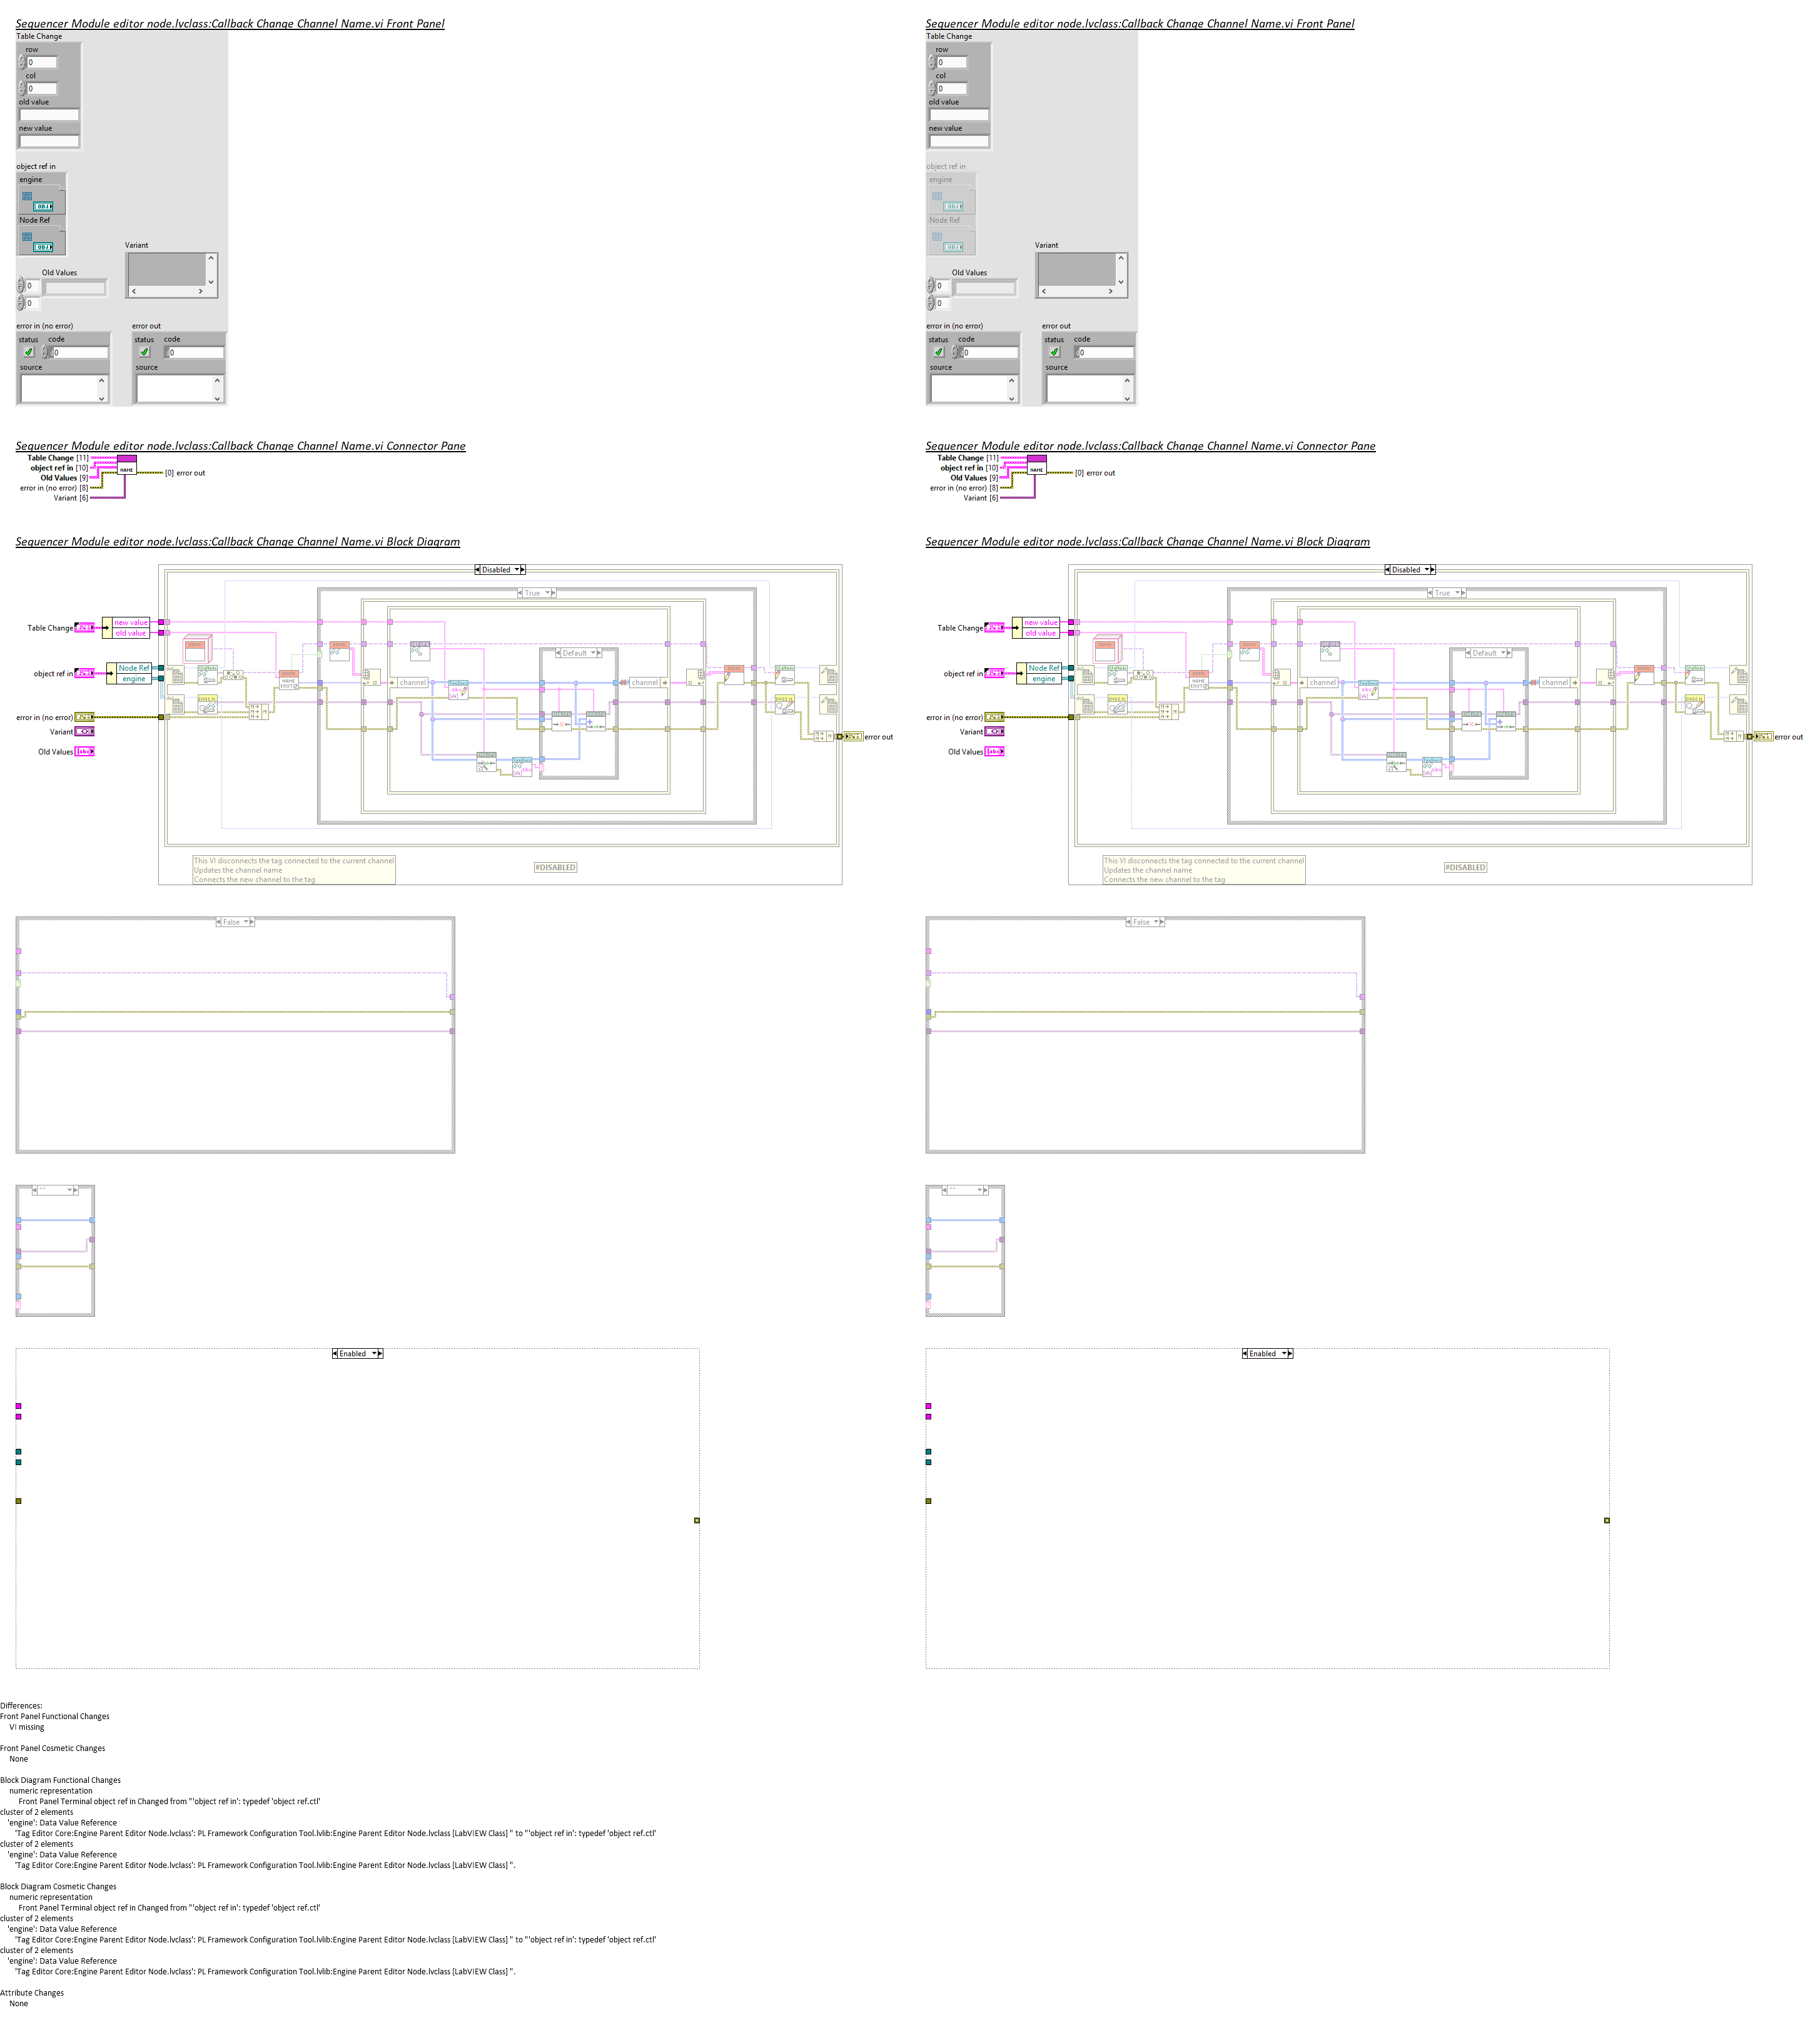 Sequencer Module editor node.lvclass:Callback Change Channel Name.vi Front Panel
Table Change
row
0
col
0
old value
new value
object ref in
engine
OBJ
Node Ref
OBJ
Variant
Old Values
0
0
error in (no error)
error out
status code
0
source
status code
0
source
Sequencer Module editor node.lvclass:Callback Change Channel Name.vi Front Panel
Table Change
row
0
col
0
old value
new value
object ref in
engine
OBJ
Node Ref
OBJ
Variant
Old Values
0
0
error in (no error)
error out
status code
0
source
status code
0
source
Sequencer Module editor node.lvclass:Callback Change Channel Name.vi Connector Pane
Table Change [11]
object ref in [10]
Old Values [9]
error in (no error) [8]
Variant [6]
NAME
[0] error out
Sequencer Module editor node.lvclass:Callback Change Channel Name.vi Connector Pane
Table Change [11]
object ref in [10]
Old Values [9]
error in (no error) [8]
Variant [6]
NAME
[0] error out
Sequencer Module editor node.lvclass:Callback Change Channel Name.vi Block Diagram
Disabled
True
Table Change
new value
old value
Default
object ref in
Node Ref
engine
NAME
channel
channel
error in (no error)
Variant
Old Values
abc
error out
This VI disconnects the tag connected to the current channel
Updates the channel name
Connects the new channel to the tag
#DISABLED
False
""
Enabled
Sequencer Module editor node.lvclass:Callback Change Channel Name.vi Block Diagram
Disabled
True
Table Change
new value
old value
Default
object ref in
Node Ref
engine
NAME
channel
channel
error in (no error)
Variant
Old Values
abc
error out
This VI disconnects the tag connected to the current channel
Updates the channel name
Connects the new channel to the tag
#DISABLED
False
""
Enabled
Differences:
Front Panel Functional Changes
VI missing
Front Panel Cosmetic Changes
None
Block Diagram Functional Changes
numeric representation
Front Panel Terminal object ref in Changed from "'object ref in': typedef 'object ref.ctl'
cluster of 2 elements
'engine': Data Value Reference
'Tag Editor Core:Engine Parent Editor Node.lvclass': PL Framework Configuration Tool.lvlib:Engine Parent Editor Node.lvclass [LabVIEW Class] " to "'object ref in': typedef 'object ref.ctl'
cluster of 2 elements
'engine': Data Value Reference
'Tag Editor Core:Engine Parent Editor Node.lvclass': PL Framework Configuration Tool.lvlib:Engine Parent Editor Node.lvclass [LabVIEW Class] ".
Block Diagram Cosmetic Changes
numeric representation
Front Panel Terminal object ref in Changed from "'object ref in': typedef 'object ref.ctl'
cluster of 2 elements
'engine': Data Value Reference
'Tag Editor Core:Engine Parent Editor Node.lvclass': PL Framework Configuration Tool.lvlib:Engine Parent Editor Node.lvclass [LabVIEW Class] " to "'object ref in': typedef 'object ref.ctl'
cluster of 2 elements
'engine': Data Value Reference
'Tag Editor Core:Engine Parent Editor Node.lvclass': PL Framework Configuration Tool.lvlib:Engine Parent Editor Node.lvclass [LabVIEW Class] ".
Attribute Changes
None